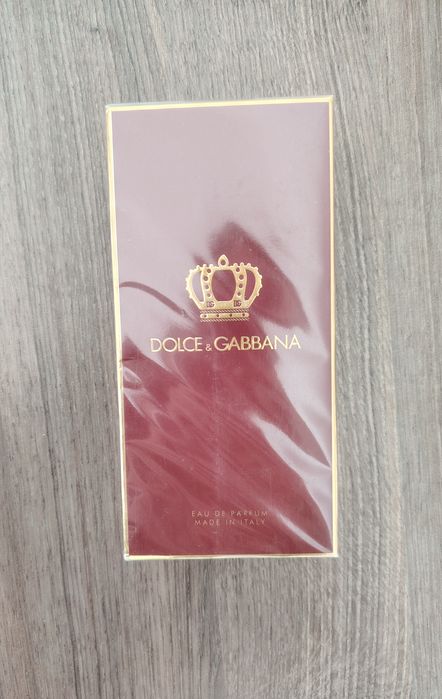 DOLCE & GABBANA
EAU DE PARFUM
MADE IN ITALY